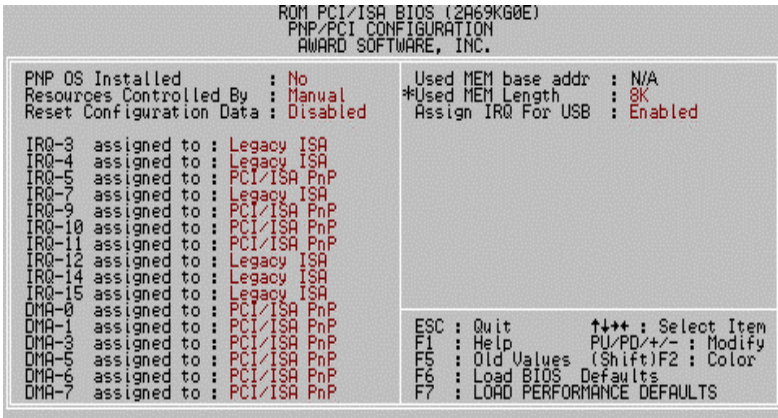 ROM PCI/ISA BIOS (2A69KG0E)
PNP/PCI CONFIGURATION
AWARD SOFTWARE, INC.
PNP OS Installed : No
Resources Controlled By : Manual
Reset Configuration Data : Disabled
IRQ-3 assigned to : Legacy ISA
IRQ-4 assigned to : Legacy ISA
IRQ-5 assigned to : PCI/ISA PnP
IRQ-7 assigned to : Legacy ISA
IRQ-9 assigned to : PCI/ISA PnP
IRQ-10 assigned to : PCI/ISA PnP
IRQ-11 assigned to : PCI/ISA PnP
IRQ-12 assigned to : Legacy ISA
IRQ-14 assigned to : Legacy ISA
IRQ-15 assigned to : Legacy ISA
DMA-0 assigned to : PCI/ISA PnP
DMA-1 assigned to : PCI/ISA PnP
DMA-3 assigned to : PCI/ISA PnP
DMA-5 assigned to : PCI/ISA PnP
DMA-6 assigned to : PCI/ISA PnP
DMA-7 assigned to : PCI/ISA PnP
Used MEM base addr : N/A
*Used MEM Length : 8K
Assign IRQ For USB : Enabled
ESC : Quit ↑↓→← : Select Item
F1 : Help PU/PD/+/- : Modify
F5 : Old Values (Shift)F2 : Color
F6 : Load BIOS Defaults
F7 : LOAD PERFORMANCE DEFAULTS